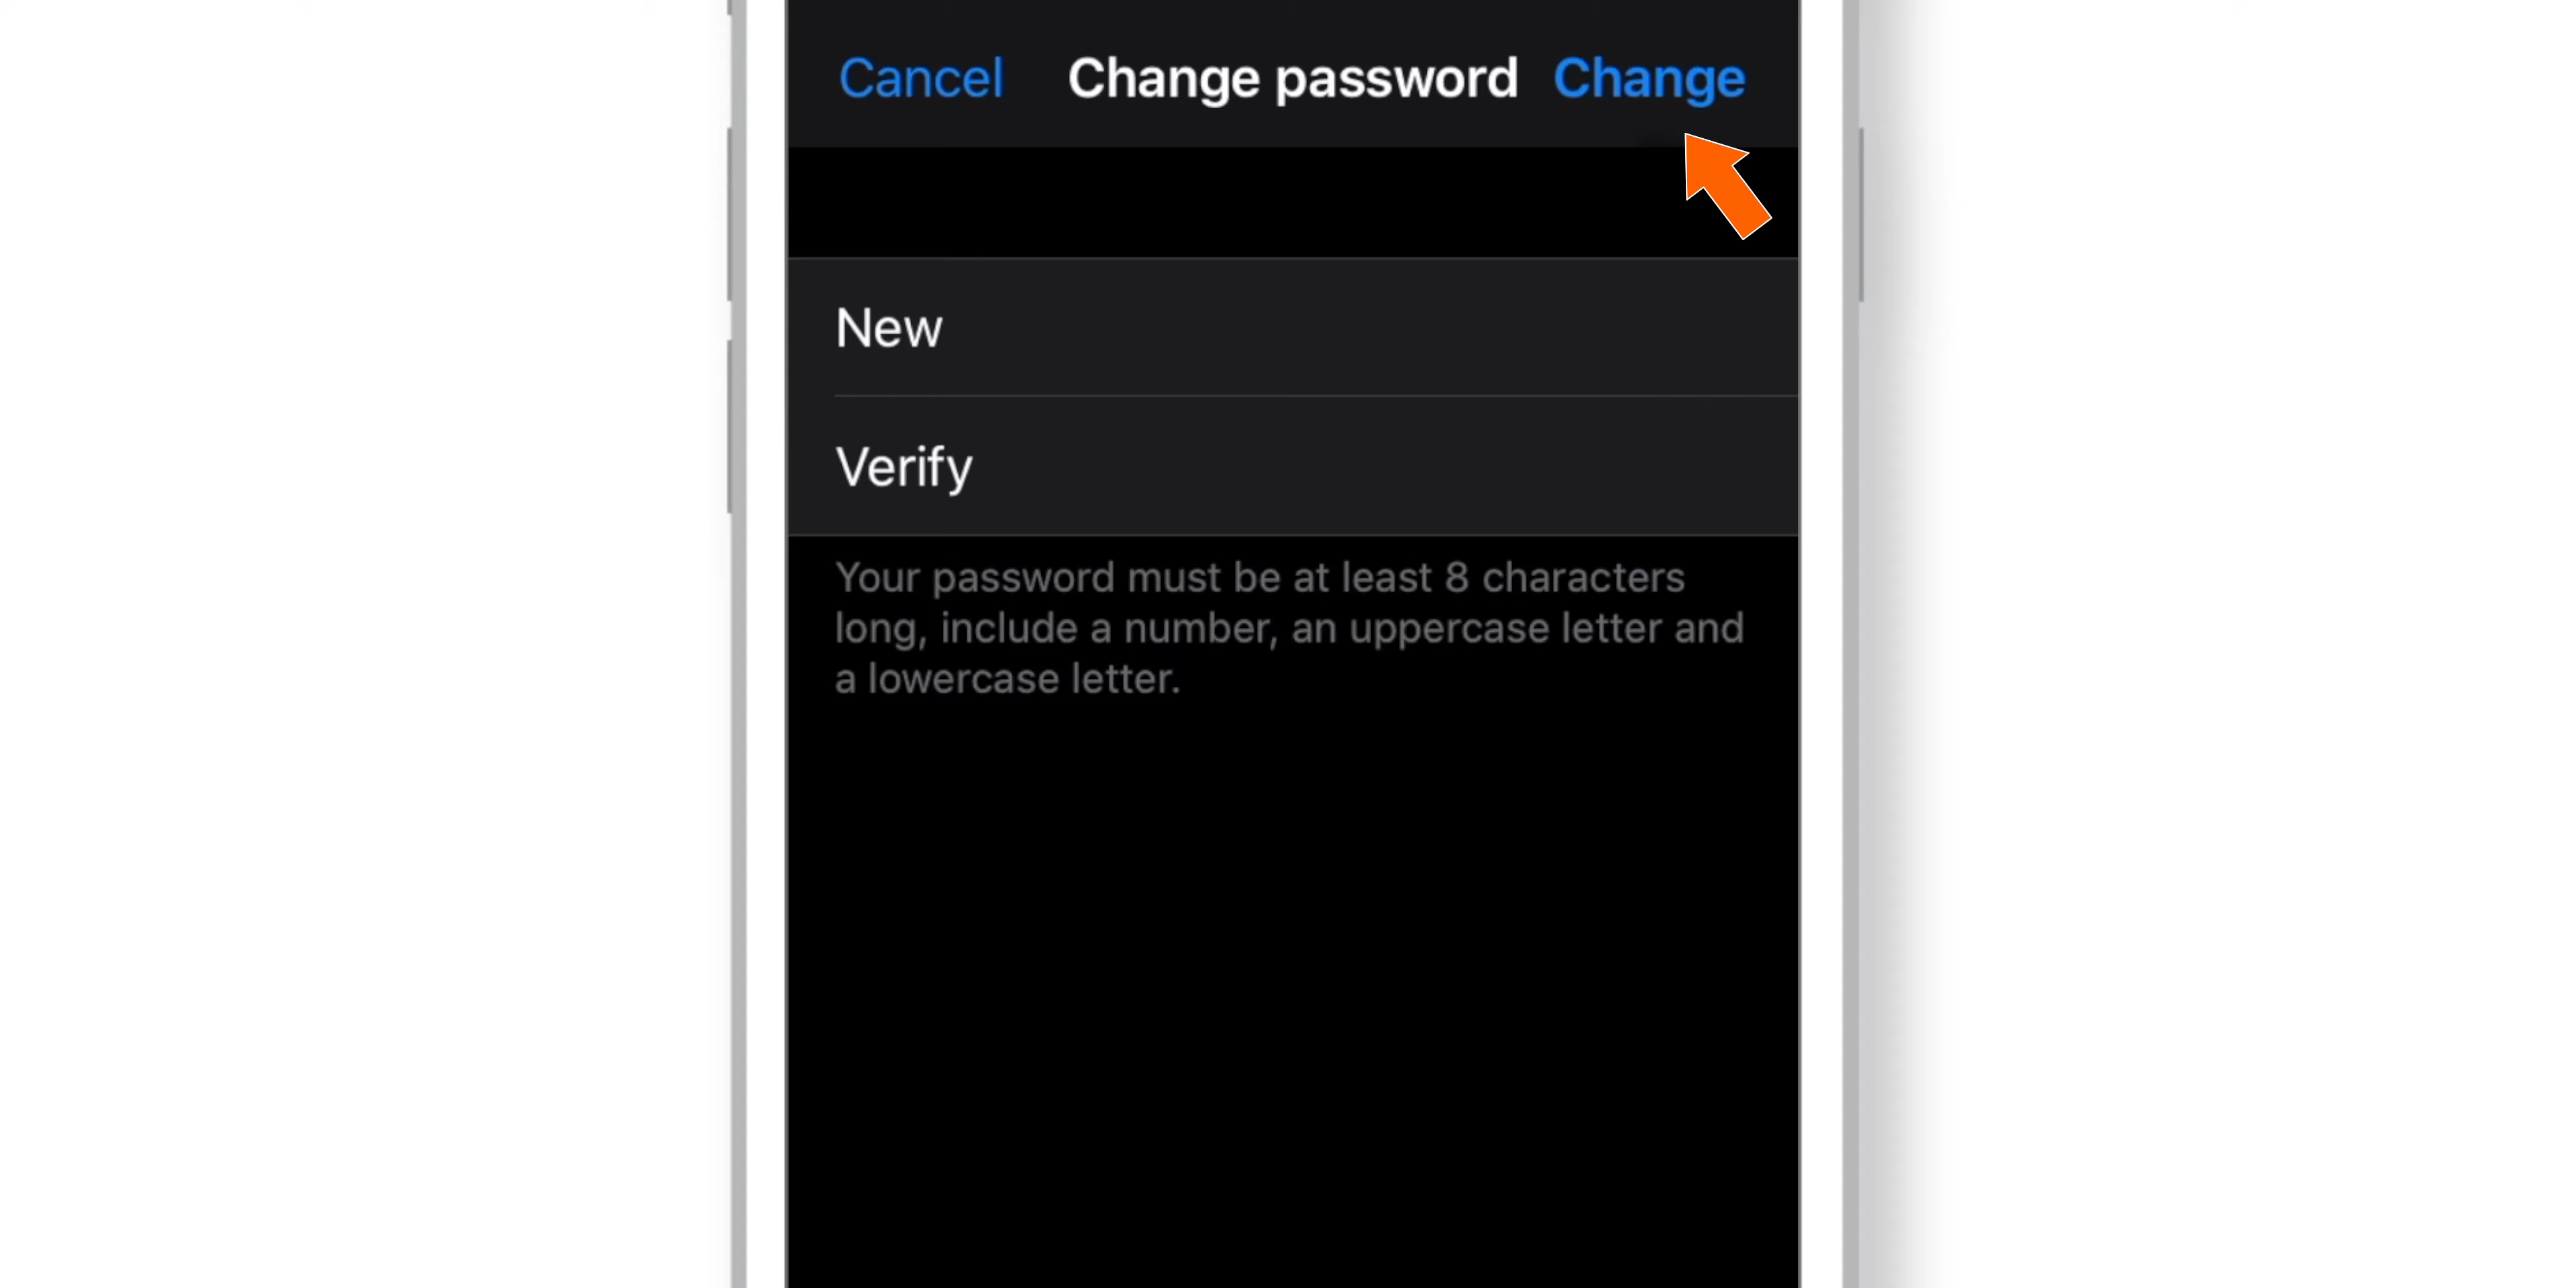 Cancel Change password Change
New
Verify
Your password must be at least 8 characters
long, include a number, an uppercase letter and
a lowercase letter.